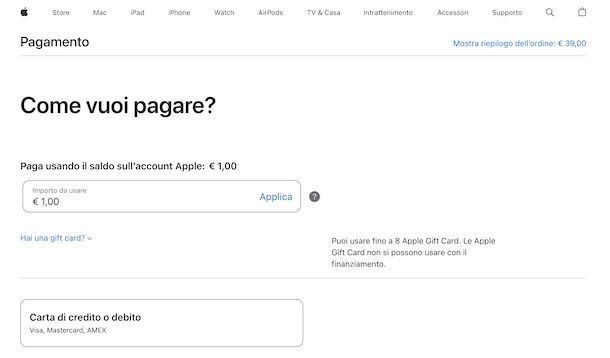 Store Mac iPad iPhone Watch AirPods TV & Casa Intrattenimento Accessori Supporto
Pagamento
Mostra riepilogo dell'ordine: € 39,00
Come vuoi pagare?
Paga usando il saldo sull'account Apple: € 1,00
Importo da usare
€ 1,00
Applica
?
Hai una gift card?
Puoi usare fino a 8 Apple Gift Card. Le Apple
Gift Card non si possono usare con il
finanziamento.
Carta di credito o debito
Visa, Mastercard, AMEX